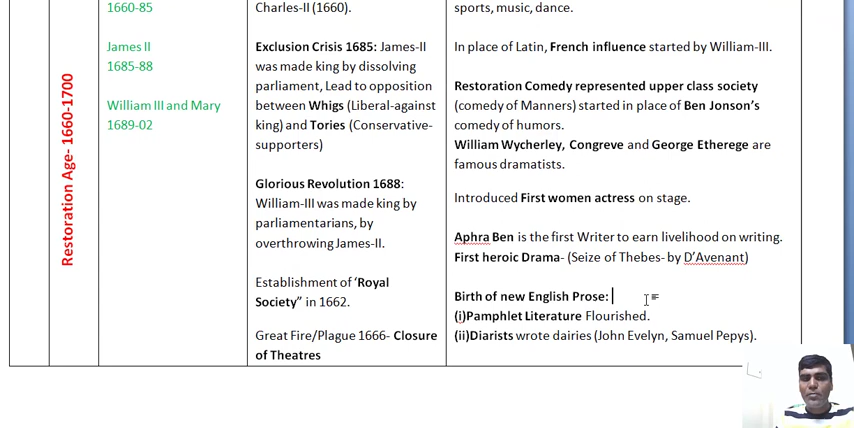 Restoration Age- 1660-1700
1660-85
James II
1685-88
William III and Mary
1689-02
Charles-II (1660).
Exclusion Crisis 1685: James-II
was made king by dissolving
parliament, Lead to opposition
between Whigs (Liberal-against
king) and Tories (Conservative-
supporters)
Glorious Revolution 1688:
William-III was made king by
parliamentarians, by
overthrowing James-II.
Establishment of ‘Royal
Society” in 1662.
Great Fire/Plague 1666- Closure
of Theatres
sports, music, dance.
In place of Latin, French influence started by William-III.
Restoration Comedy represented upper class society
(comedy of Manners) started in place of Ben Jonson’s
comedy of humors.
William Wycherley, Congreve and George Etherege are
famous dramatists.
Introduced First women actress on stage.
Aphra Ben is the first Writer to earn livelihood on writing.
First heroic Drama- (Seize of Thebes- by D’Avenant)
Birth of new English Prose:
(i)Pamphlet Literature Flourished.
(ii)Diarists wrote dairies (John Evelyn, Samuel Pepys).